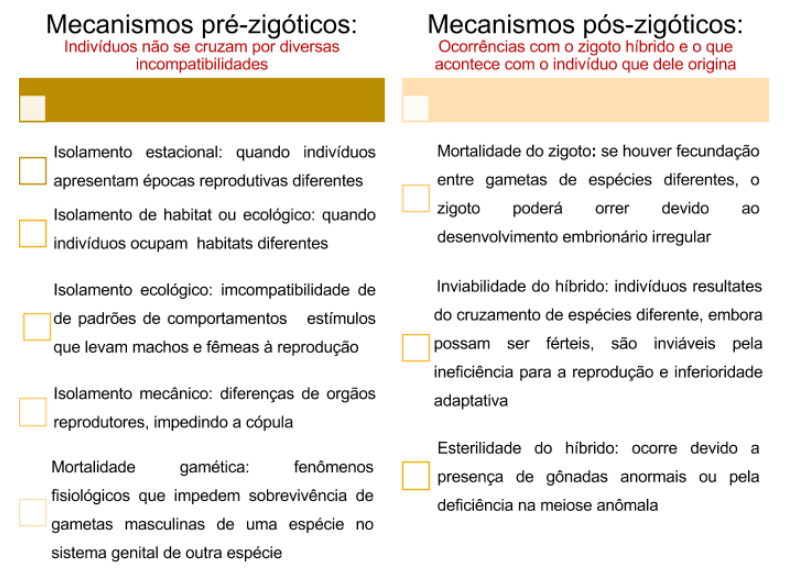 Mecanismos pré-zigóticos:
Indivíduos não se cruzam por diversas
incompatibilidades
Isolamento estacional: quando indivíduos
apresentam épocas reprodutivas diferentes
Isolamento de habitat ou ecológico: quando
indivíduos ocupam habitats diferentes
Isolamento ecológico: imcompatibilidade de
de padrões de comportamentos estímulos
que levam machos e fêmeas à reprodução
Isolamento mecânico: diferenças de orgãos
reprodutores, impedindo a cópula
Mortalidade gamética: fenômenos
fisiológicos que impedem sobrevivência de
gametas masculinas de uma espécie no
sistema genital de outra espécie
Mecanismos pós-zigóticos:
Ocorrências com o zigoto híbrido e o que
acontece com o indivíduo que dele origina
Mortalidade do zigoto: se houver fecundação
entre gametas de espécies diferentes, o
zigoto poderá orrer devido ao
desenvolvimento embrionário irregular
Inviabilidade do híbrido: indivíduos resultates
do cruzamento de espécies diferente, embora
possam ser férteis, são inviáveis pela
ineficiência para a reprodução e inferioridade
adaptativa
Esterilidade do híbrido: ocorre devido a
presença de gônadas anormais ou pela
deficiência na meiose anômala